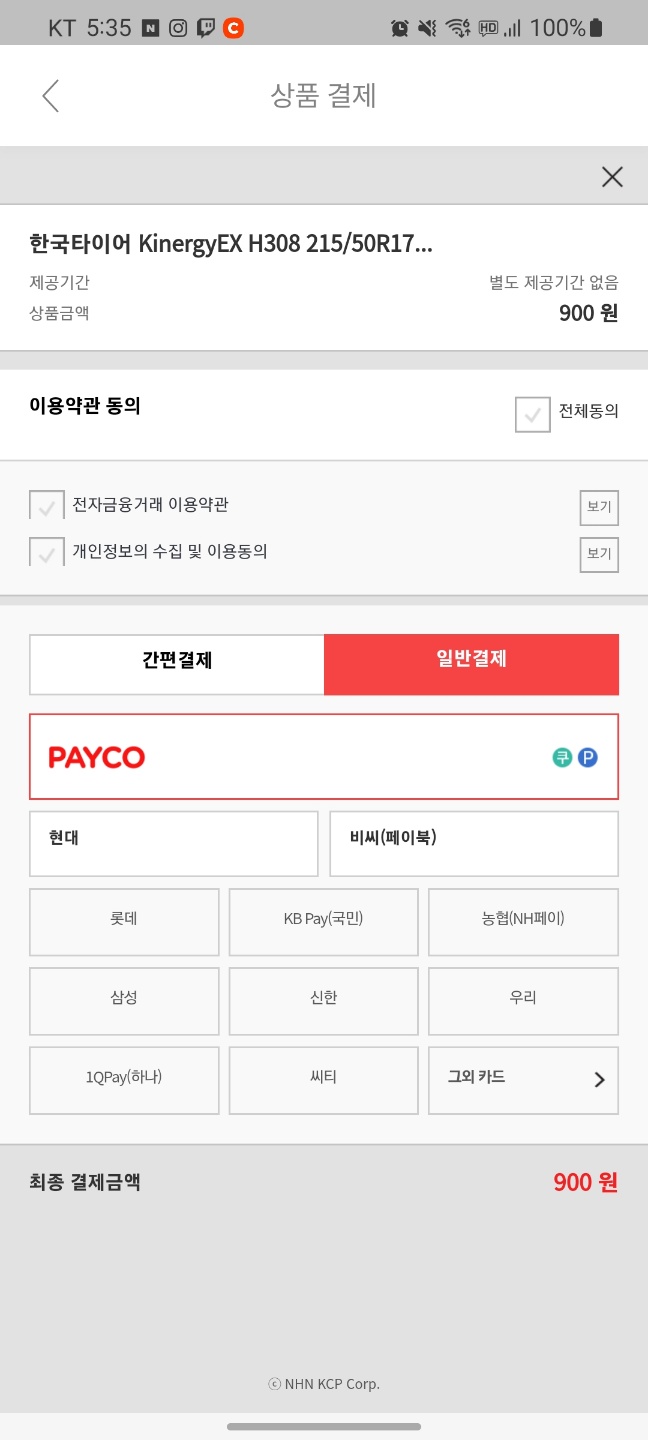 KT 5:35 N C HD 100%
상품 결제
한국타이어 KinergyEX H308 215/50R17...
제공기간 별도 제공기간 없음
상품금액 900 원
이용약관 동의 전체동의
전자금융거래 이용약관 보기
개인정보의 수집 및 이용동의 보기
간편결제 일반결제
PAYCO 쿠 P
현대 비씨(페이북)
롯데 KB Pay(국민) 농협(NH페이)
삼성 신한 우리
1QPay(하나) 씨티 그외 카드
최종 결제금액 900 원
ⓒ NHN KCP Corp.